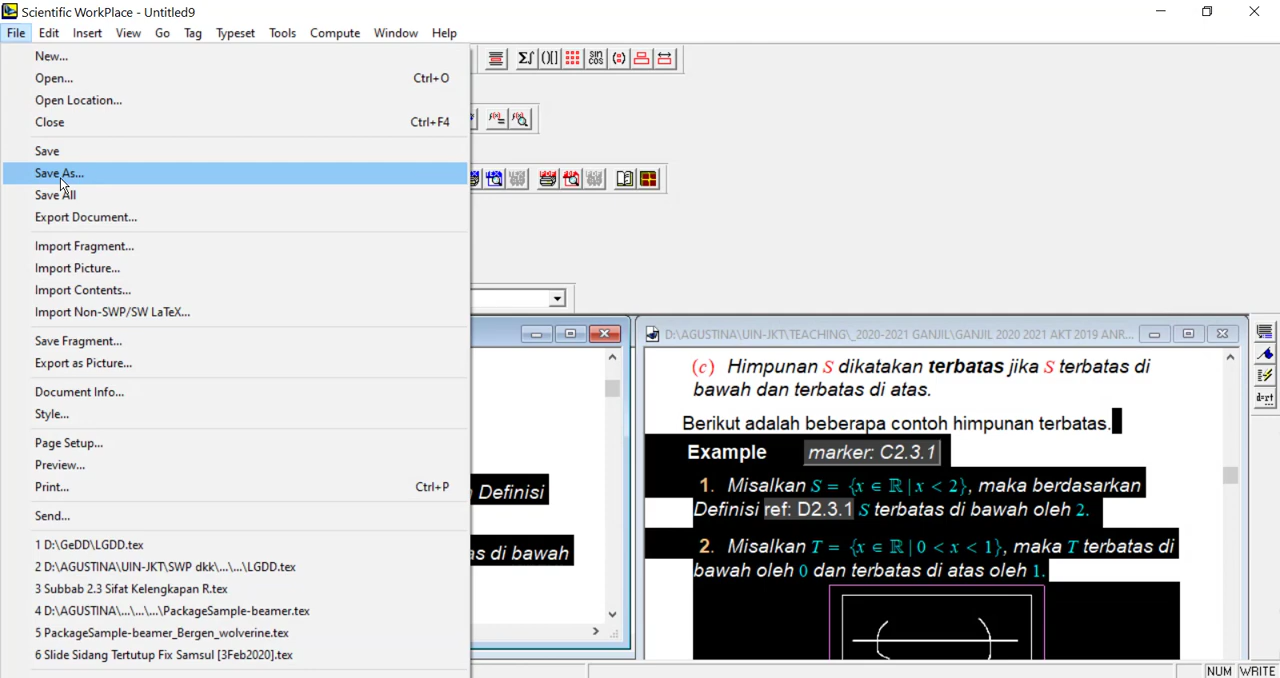 Scientific WorkPlace - Untitled9
File Edit Insert View Go Tag Typeset Tools Compute Window Help
New...
Open... Ctrl+O
Open Location...
Close Ctrl+F4
Save
Save As...
Save All
Export Document...
Import Fragment...
Import Picture...
Import Contents...
Import Non-SWP/SW LaTeX...
Save Fragment...
Export as Picture...
Document Info...
Style...
Page Setup...
Preview...
Print... Ctrl+P
Send...
1 D:\GeDD\LGDD.tex
2 D:\AGUSTINA\UIN-JKT\SWP dkk\...\...\LGDD.tex
3 Subbab 2.3 Sifat Kelengkapan R.tex
4 D:\AGUSTINA\...\...\...\PackageSample-beamer.tex
5 PackageSample-beamer_Bergen_wolverine.tex
6 Slide Sidang Tertutup Fix Samsul [3Feb2020].tex
Σ∫ (){} sin cos
Definisi
as di bawah
D:\AGUSTINA\UIN-JKT\TEACHING\_2020-2021 GANJIL\GANJIL 2020 2021 AKT 2019 ANR...
(c) Himpunan S dikatakan terbatas jika S terbatas di
bawah dan terbatas di atas.
Berikut adalah beberapa contoh himpunan terbatas.
Example marker: C2.3.1
1. Misalkan S = {x ∈ ℝ | x < 2}, maka berdasarkan
Definisi ref: D2.3.1 S terbatas di bawah oleh 2.
2. Misalkan T = {x ∈ ℝ | 0 < x < 1}, maka T terbatas di
bawah oleh 0 dan terbatas di atas oleh 1.
NUM WRITE